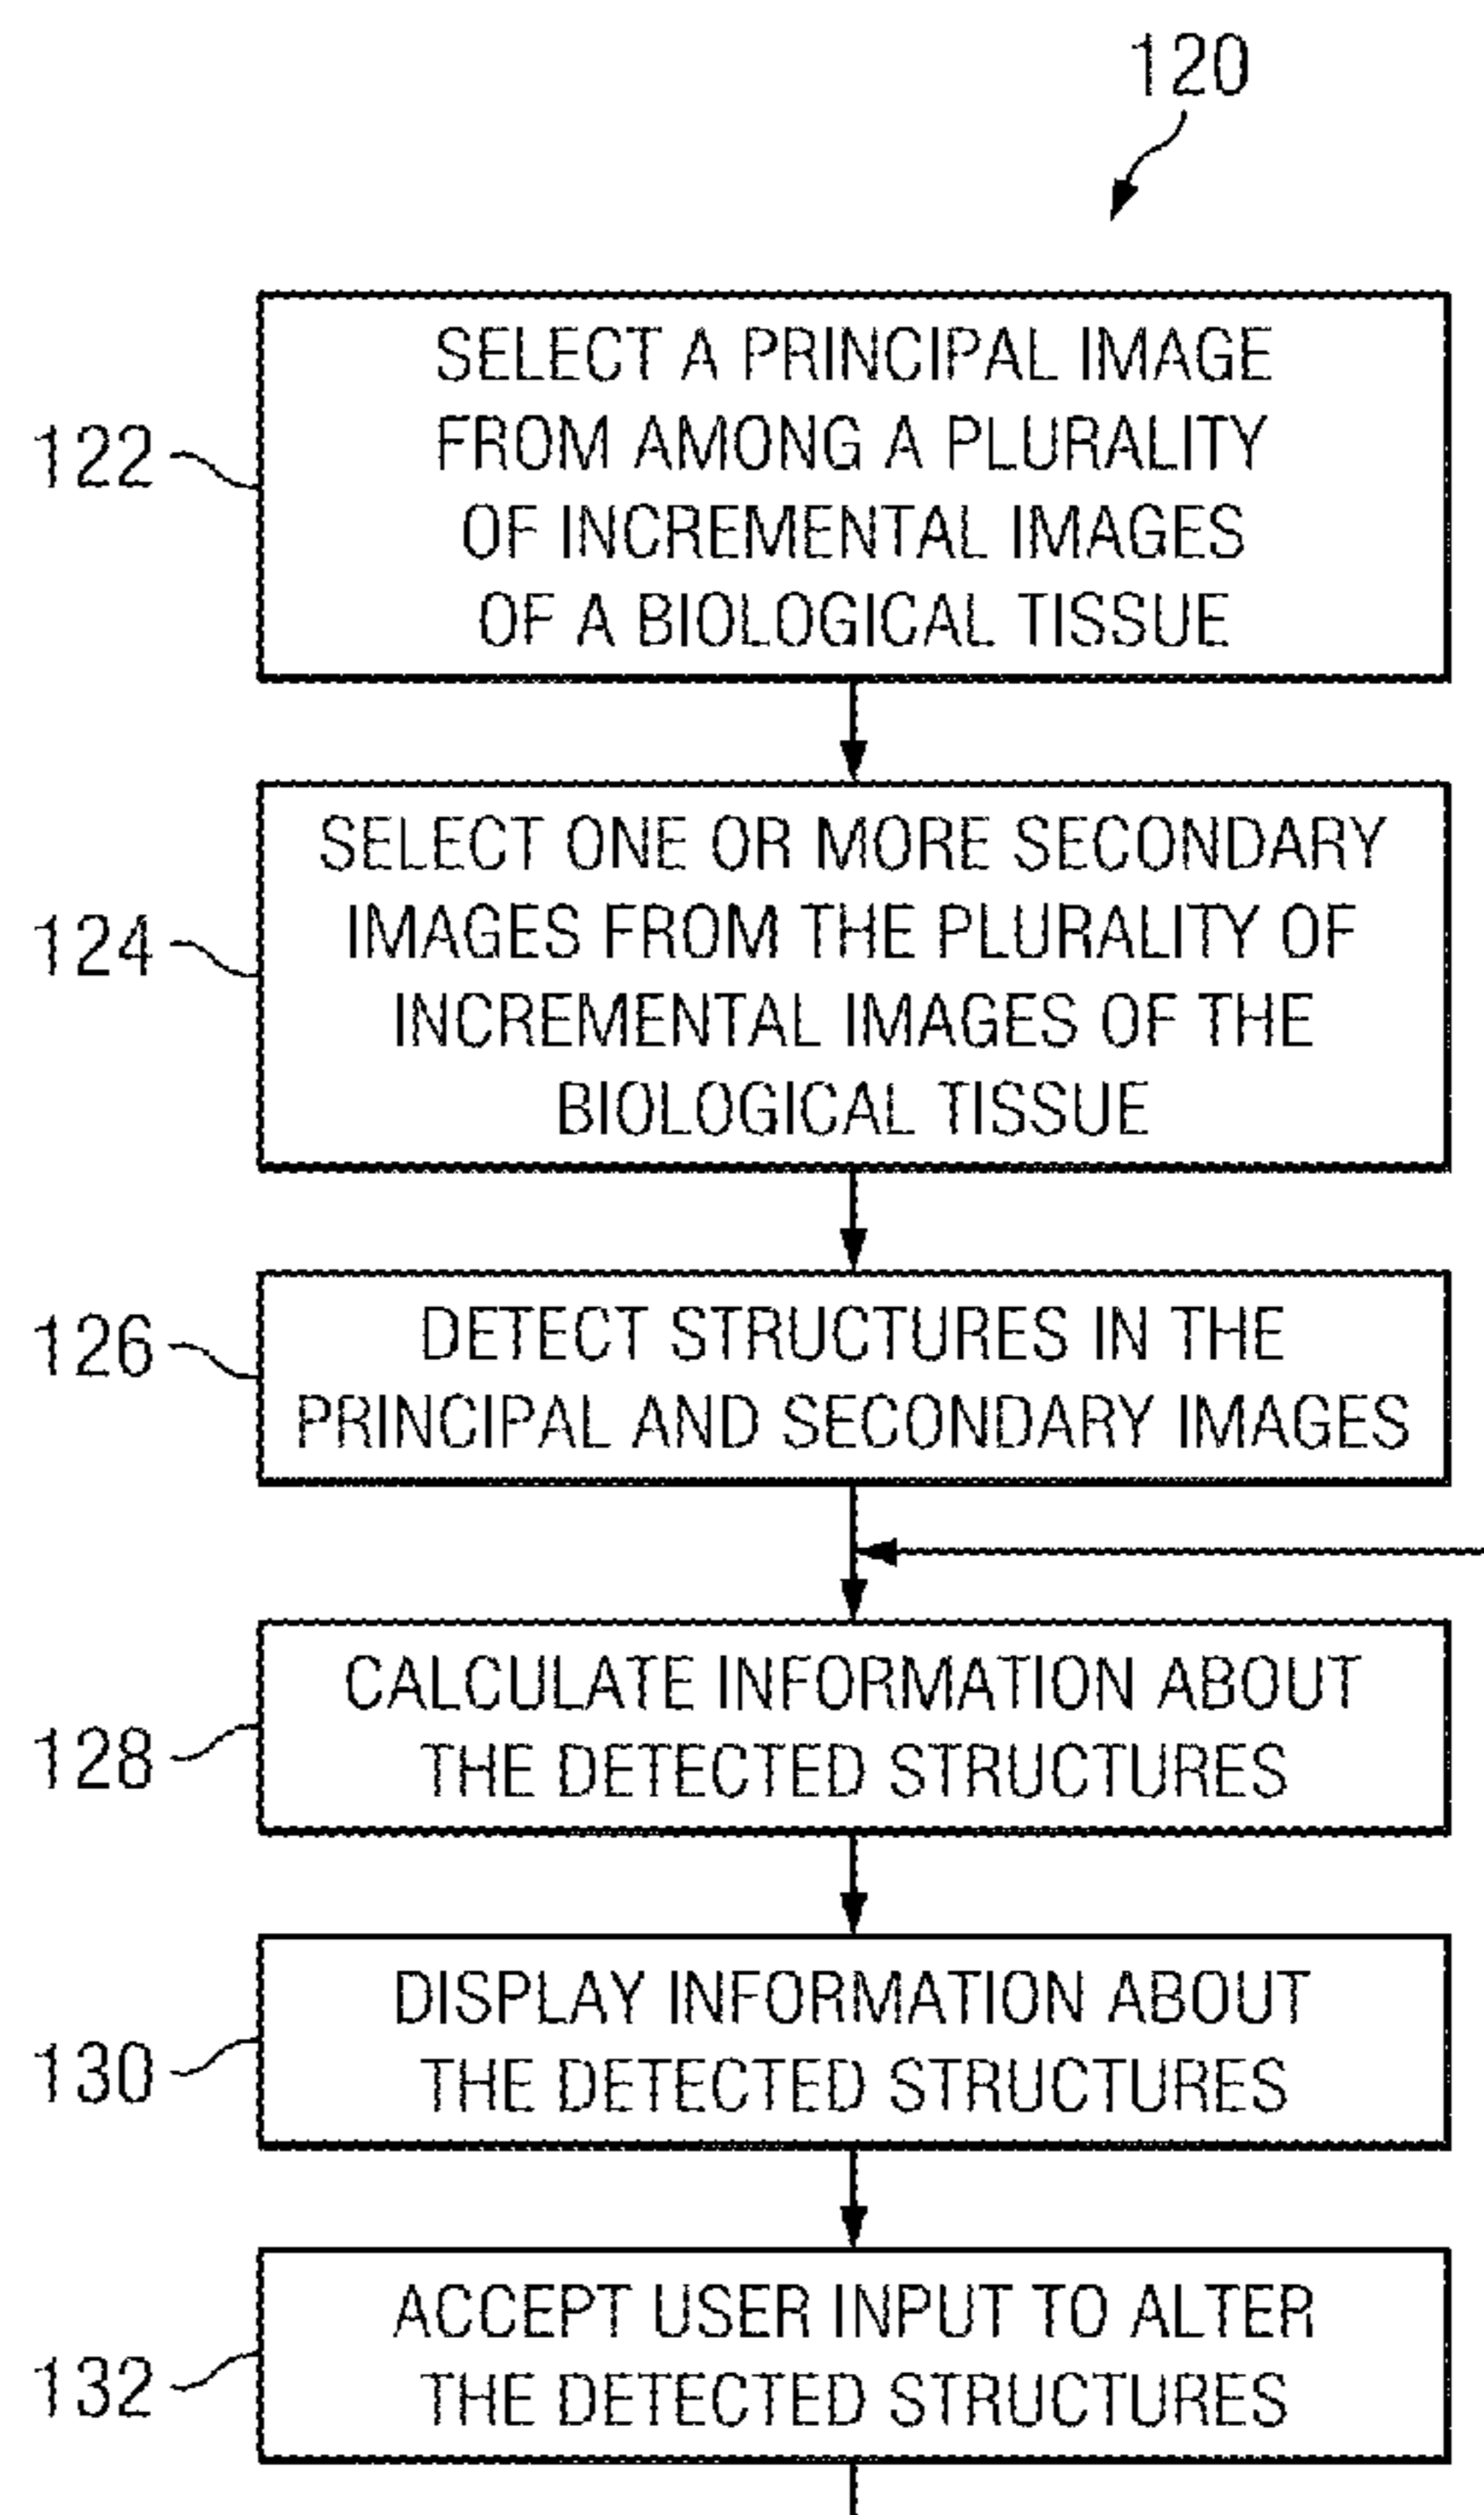 120
122
SELECT A PRINCIPAL IMAGE
FROM AMONG A PLURALITY
OF INCREMENTAL IMAGES
OF A BIOLOGICAL TISSUE
124
SELECT ONE OR MORE SECONDARY
IMAGES FROM THE PLURALITY OF
INCREMENTAL IMAGES OF THE
BIOLOGICAL TISSUE
126
DETECT STRUCTURES IN THE
PRINCIPAL AND SECONDARY IMAGES
128
CALCULATE INFORMATION ABOUT
THE DETECTED STRUCTURES
130
DISPLAY INFORMATION ABOUT
THE DETECTED STRUCTURES
132
ACCEPT USER INPUT TO ALTER
THE DETECTED STRUCTURES